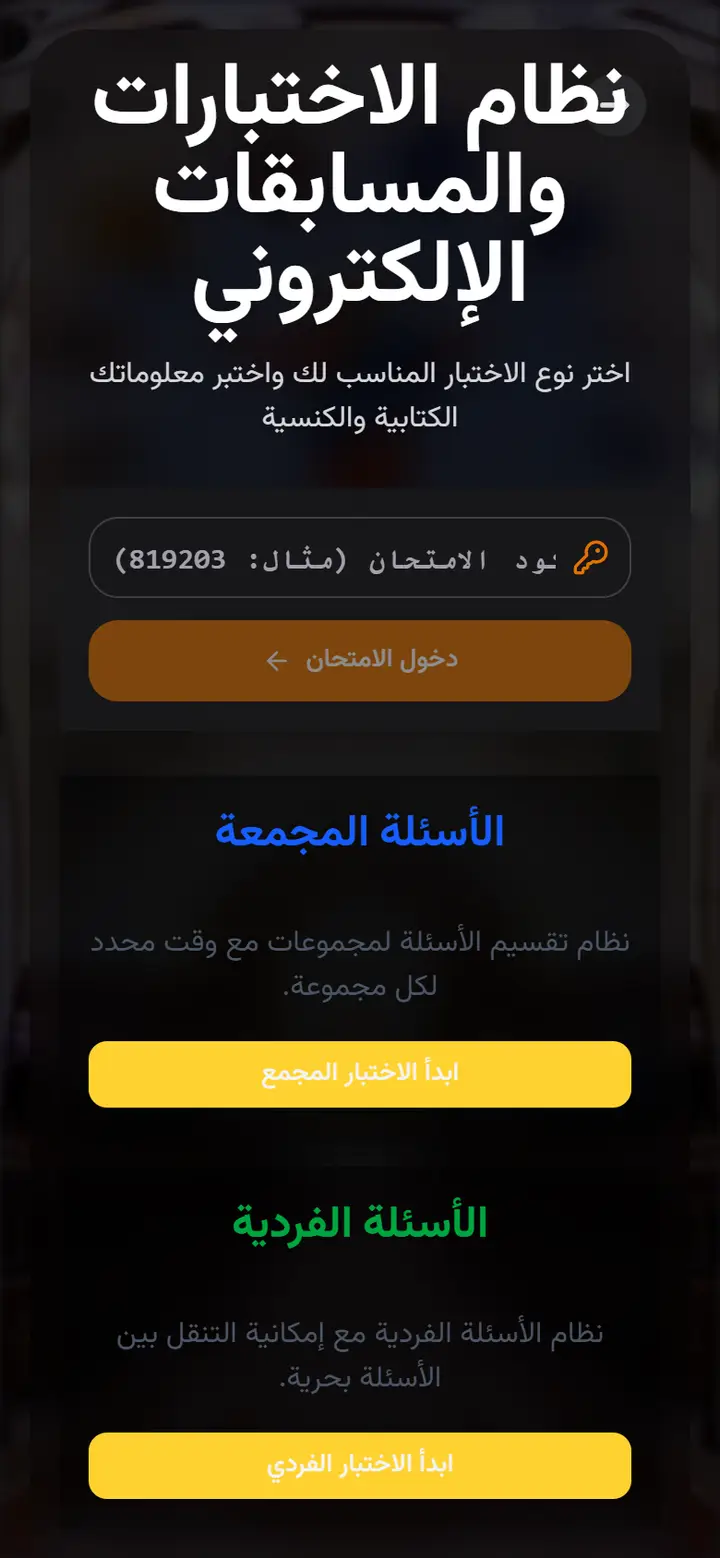 نظام الاختبارات
والمسابقات
الإلكتروني
اختر نوع الاختبار المناسب لك واختبر معلوماتك
الكتابية والكنسية
الامتحان (مثال: 819203)
دخول الامتحان ←
الأسئلة المجمعة
نظام تقسيم الأسئلة لمجموعات مع وقت محدد
لكل مجموعة.
ابدأ الاختبار المجمع
الأسئلة الفردية
نظام الأسئلة الفردية مع إمكانية التنقل بين
الأسئلة بحرية.
ابدأ الاختبار الفردي